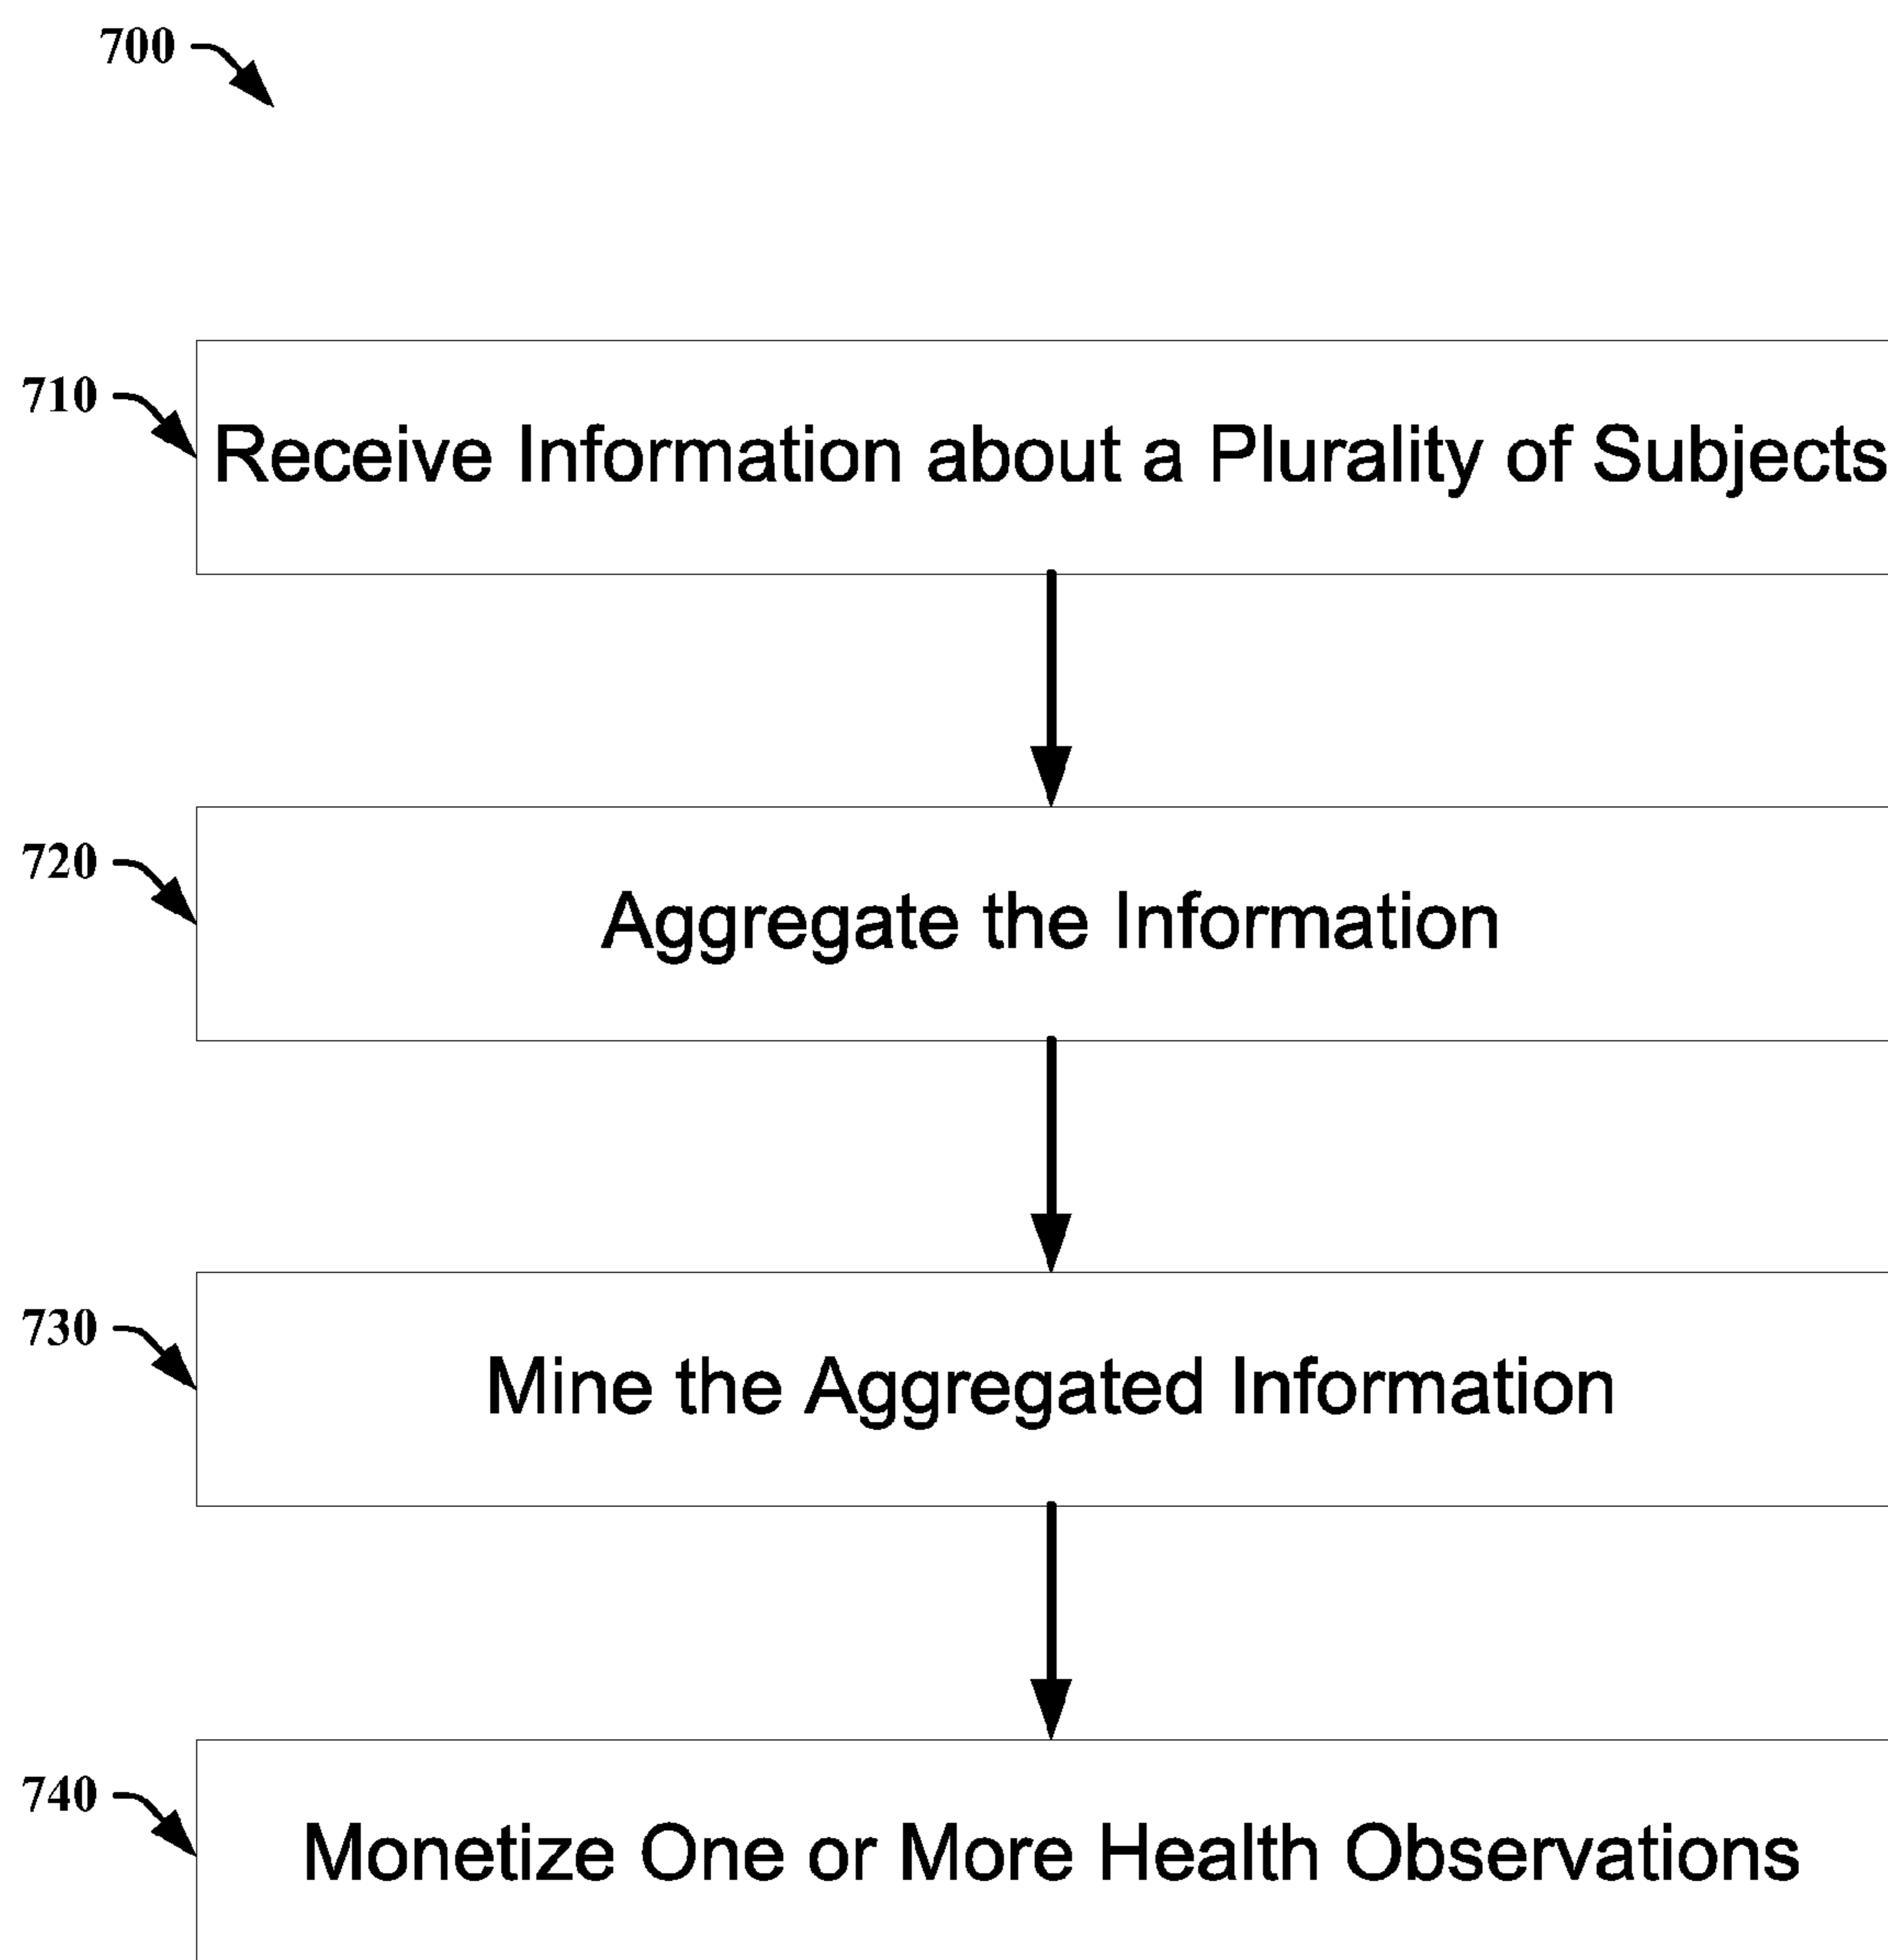 700
710
Receive Information about a Plurality of Subjects
720
Aggregate the Information
730
Mine the Aggregated Information
740
Monetize One or More Health Observations